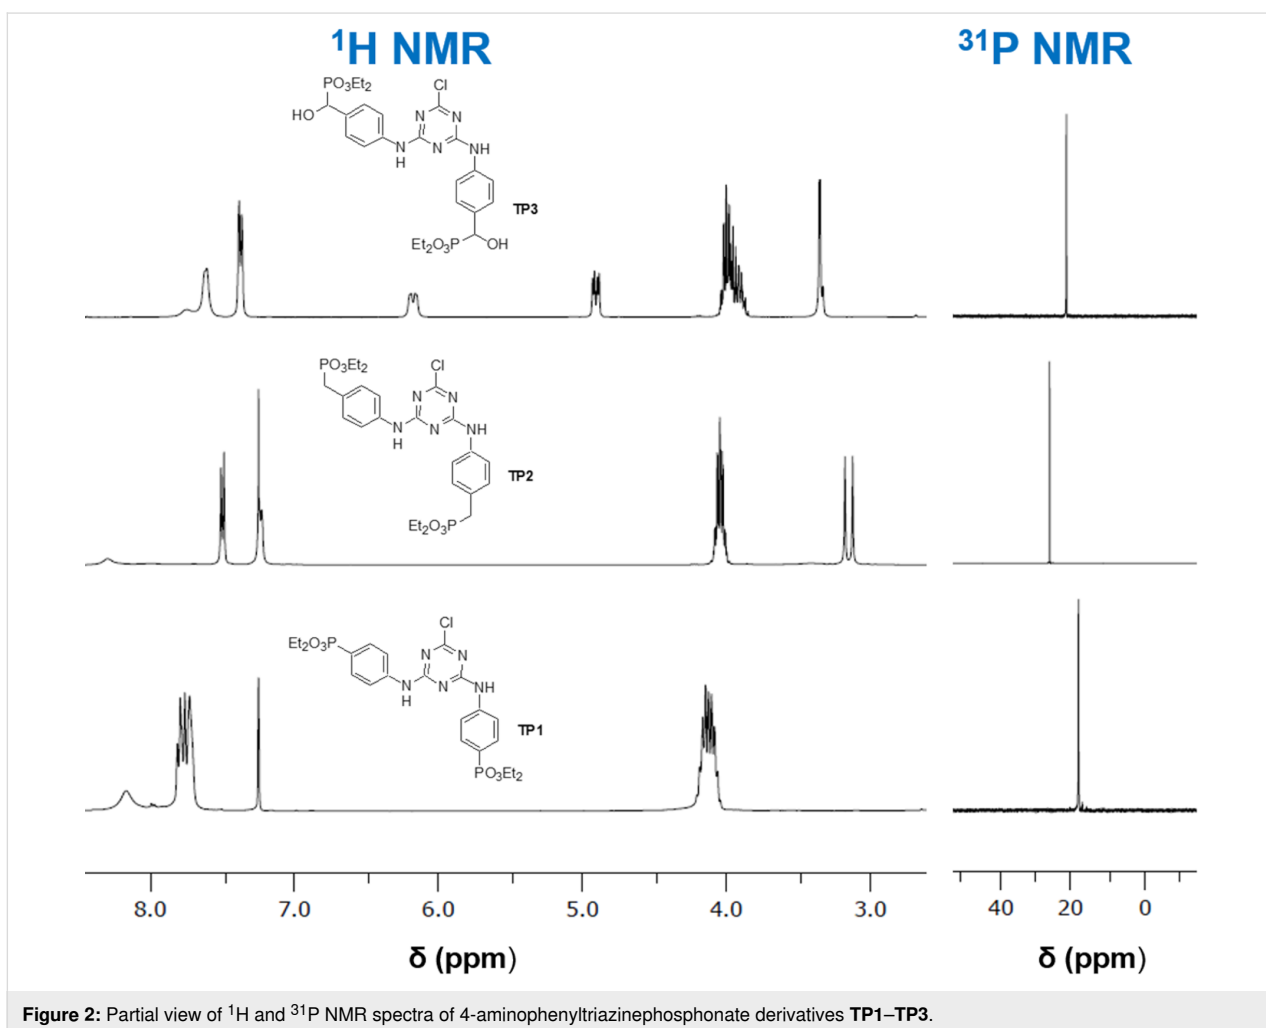 ¹H NMR
³¹P NMR
PO₃Et₂
HO
Cl
N
N
N
N
H
NH
TP3
Et₂O₃P
OH
PO₃Et₂
Cl
N
N
N
N
H
NH
TP2
Et₂O₃P
Et₂O₃P
Cl
N
N
N
N
H
NH
TP1
PO₃Et₂
8.0 7.0 6.0 5.0 4.0 3.0
40 20 0
δ (ppm)
δ (ppm)
Figure 2: Partial view of ¹H and ³¹P NMR spectra of 4-aminophenyltriazinephosphonate derivatives TP1–TP3.